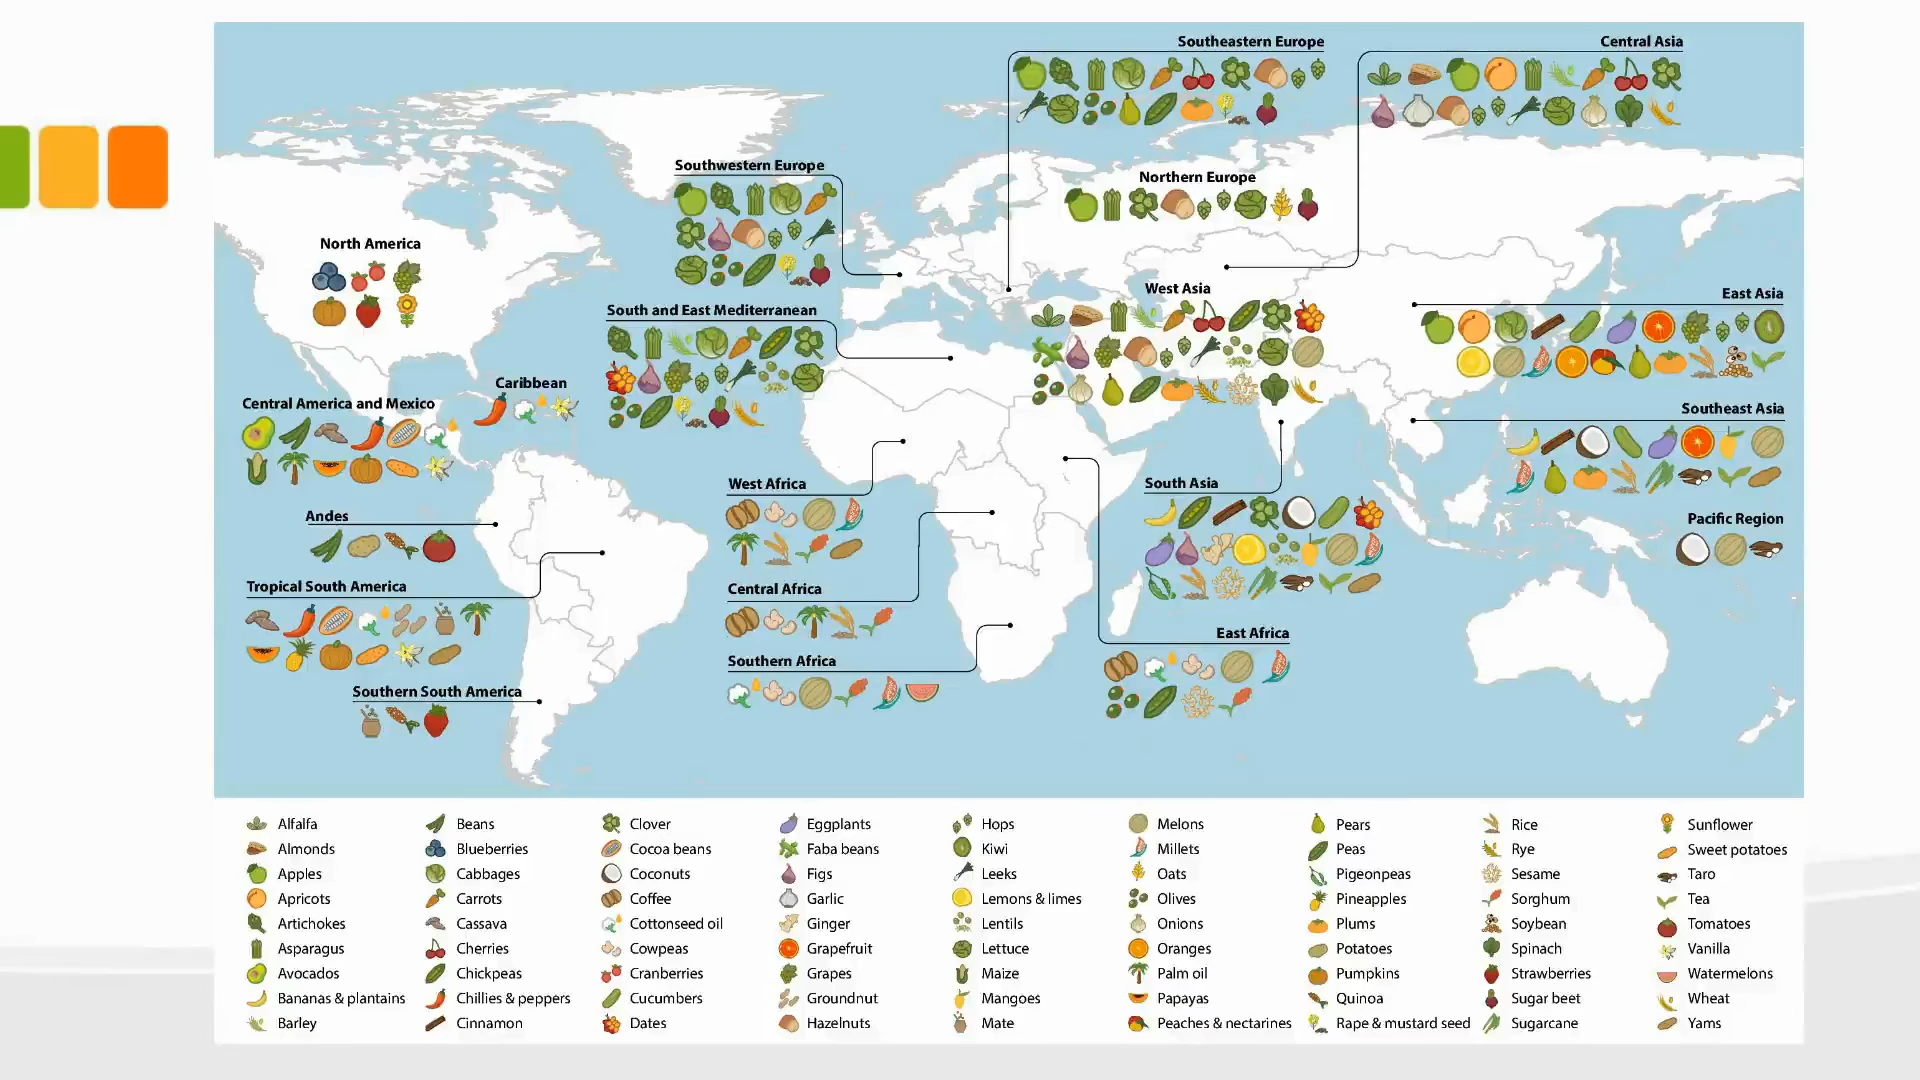 Southeastern Europe
Central Asia
Southwestern Europe
Northern Europe
North America
West Asia
East Asia
South and East Mediterranean
Caribbean
Central America and Mexico
Southeast Asia
West Africa
South Asia
Andes
Pacific Region
Tropical South America
Central Africa
East Africa
Southern Africa
Southern South America
Alfalfa
Almonds
Apples
Apricots
Artichokes
Asparagus
Avocados
Bananas & plantains
Barley
Beans
Blueberries
Cabbages
Carrots
Cassava
Cherries
Chickpeas
Chillies & peppers
Cinnamon
Clover
Cocoa beans
Coconuts
Coffee
Cottonseed oil
Cowpeas
Cranberries
Cucumbers
Dates
Eggplants
Faba beans
Figs
Garlic
Ginger
Grapefruit
Grapes
Groundnut
Hazelnuts
Hops
Kiwi
Leeks
Lemons & limes
Lentils
Lettuce
Maize
Mangoes
Mate
Melons
Millets
Oats
Olives
Onions
Oranges
Palm oil
Papayas
Peaches & nectarines
Pears
Peas
Pigeonpeas
Pineapples
Plums
Potatoes
Pumpkins
Quinoa
Rape & mustard seed
Rice
Rye
Sesame
Sorghum
Soybean
Spinach
Strawberries
Sugar beet
Sugarcane
Sunflower
Sweet potatoes
Taro
Tea
Tomatoes
Vanilla
Watermelons
Wheat
Yams